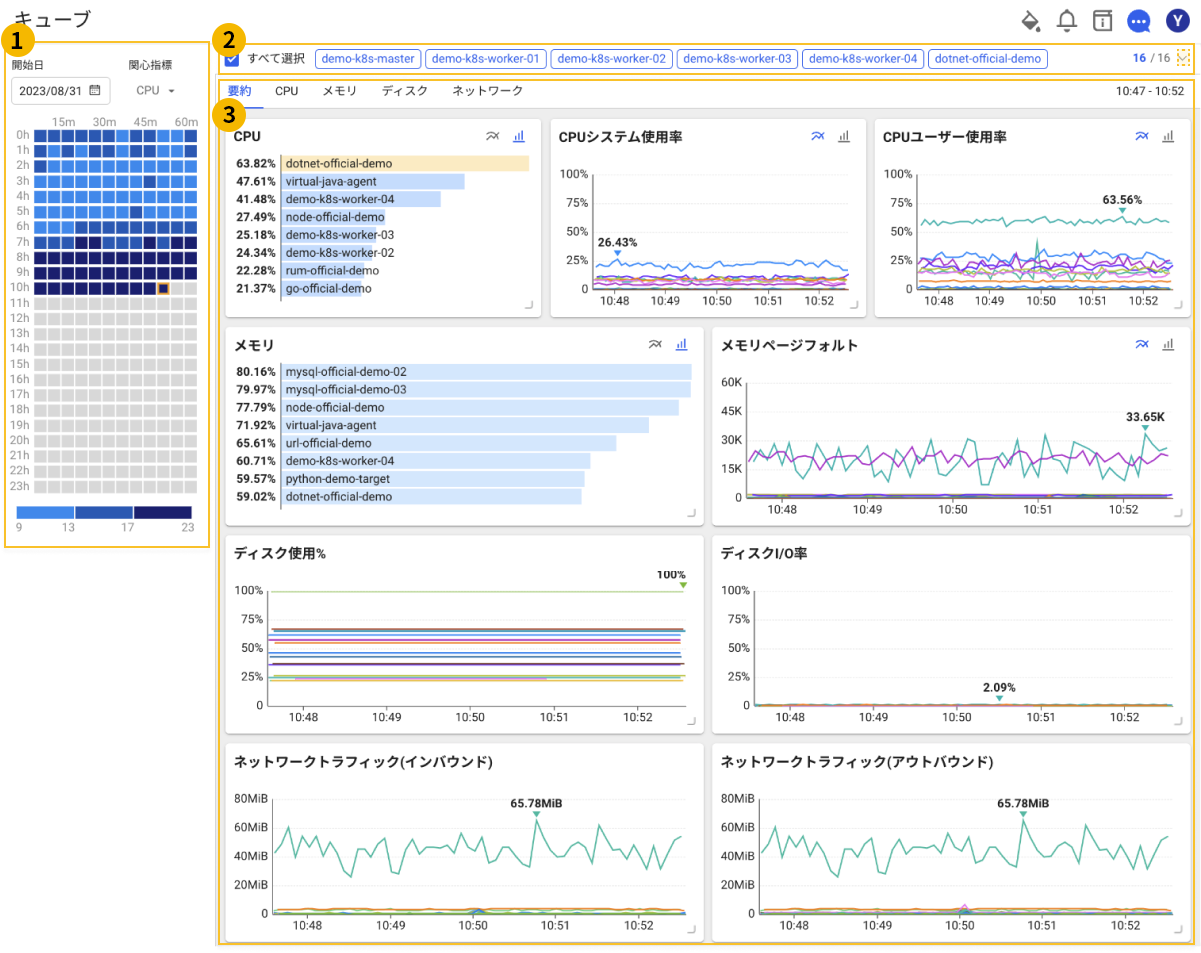 キューブ
Y
1
開始日 関心指標
2023/08/31 CPU
15m 30m 45m 60m
0h
1h
2h
3h
4h
5h
6h
7h
8h
9h
10h
11h
12h
13h
14h
15h
16h
17h
18h
19h
20h
21h
22h
23h
9 13 17 23
2
すべて選択 demo-k8s-master demo-k8s-worker-01 demo-k8s-worker-02 demo-k8s-worker-03 demo-k8s-worker-04 dotnet-official-demo 16 / 16
3
要約 CPU メモリ ディスク ネットワーク 10:47 - 10:52
CPU
63.82% dotnet-official-demo
47.61% virtual-java-agent
41.48% demo-k8s-worker-04
27.49% node-official-demo
25.18% demo-k8s-worker-03
24.34% demo-k8s-worker-02
22.28% rum-official-demo
21.37% go-official-demo
CPUシステム使用率
100%
75%
50%
25%
0
26.43%
10:48 10:49 10:50 10:51 10:52
CPUユーザー使用率
100%
75%
50%
25%
0
63.56%
10:48 10:49 10:50 10:51 10:52
メモリ
80.16% mysql-official-demo-02
79.97% mysql-official-demo-03
77.79% node-official-demo
71.92% virtual-java-agent
65.61% url-official-demo
60.71% demo-k8s-worker-04
59.57% python-demo-target
59.02% dotnet-official-demo
メモリページフォルト
60K
45K
30K
15K
0
33.65K
10:48 10:49 10:50 10:51 10:52
ディスク使用%
100%
100%
75%
50%
25%
0
10:48 10:49 10:50 10:51 10:52
ディスクI/O率
100%
75%
50%
25%
0
2.09%
10:48 10:49 10:50 10:51 10:52
ネットワークトラフィック(インバウンド)
80MiB
60MiB
40MiB
20MiB
0
65.78MiB
10:48 10:49 10:50 10:51 10:52
ネットワークトラフィック(アウトバウンド)
80MiB
60MiB
40MiB
20MiB
0
65.78MiB
10:48 10:49 10:50 10:51 10:52